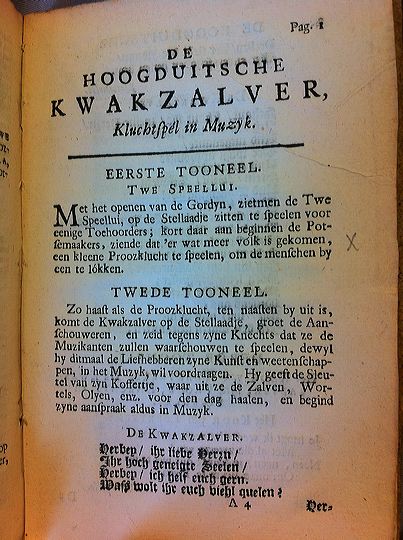 Pag. 1
DE
HOOGDUITSCHE
KWAKZALVER,
Kluchtſpél in Muzyk.
EERSTE TOONEEL.
TWE SPEELLUI.
Met het openen van de Gordyn, zietmen de Twe
Speellui, op de Stellaadje zitten te speelen voor
eenige Toehoorders; kort daar aan beginnen de Pot-
semaakers, ziende dat 'er wat meer volk is gekomen,
een kleene Proozklucht te speelen, om de menschen by
een te lókken.
TWEDE TOONEEL.
Zo haast als de Proozklucht, ten naasten by uit is,
komt de Kwakzalver op de Stellaadje, groet de Aan-
schouweren, en zeid tegens zyne Knechts dat ze de
Muzikanten zullen waarschouwen te speelen, dewyl
hy ditmaal de Liefhebberen zyne Kunst en weetenschap-
pen, in het Muzyk, wil voordraagen. Hy geeft de Sleu-
tel van zyn Koffertje, waar uit ze de Zalven, Wor-
tels, Olyen, enz. voor den dag haalen, en begind
zyne aanspraak aldus in Muzyk.
DE KWAKZALVER.
Herbey/ ihr liebe Herrn/
Ihr hoch geneigte Seelen/
Herbey/ ich helf euch gern.
Waß wolt ihr euch viehl quelen?
A 4
Her-